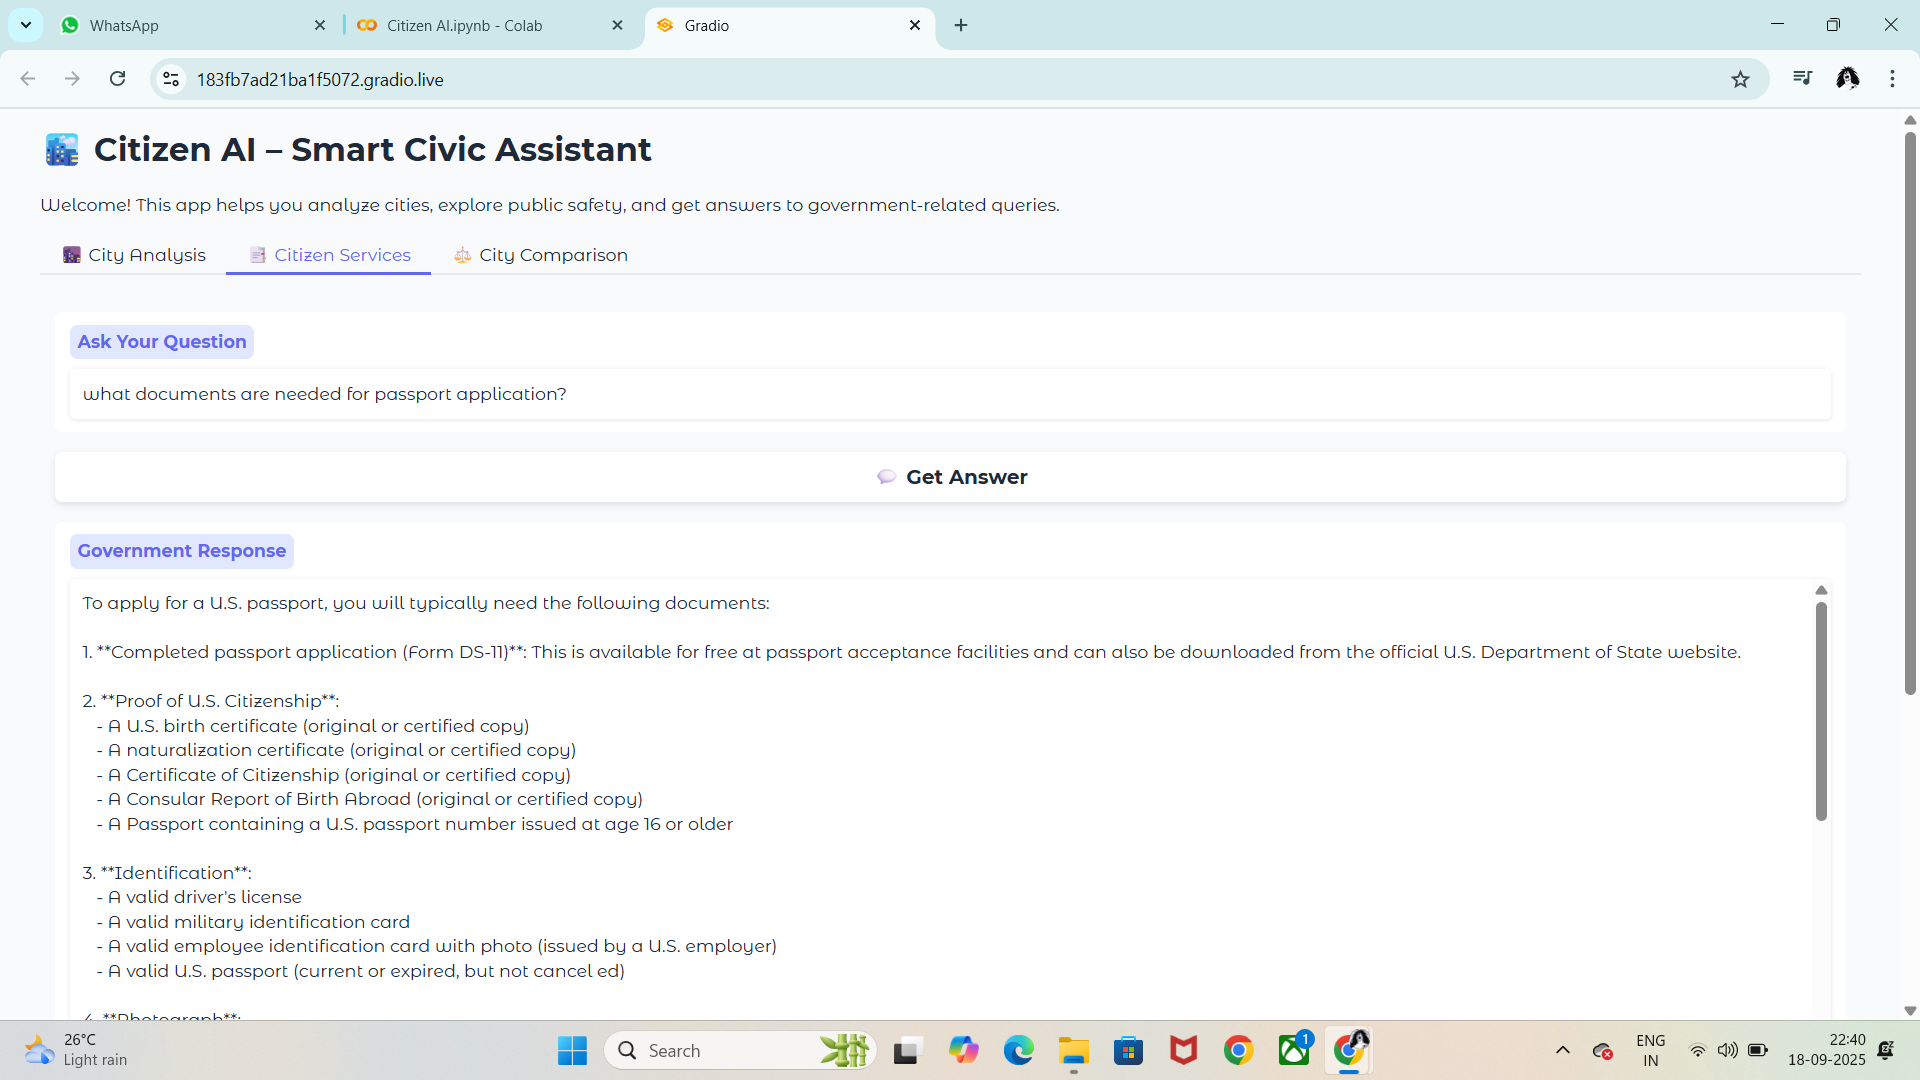 WhatsApp
Citizen AI.ipynb - Colab
Gradio
183fb7ad21ba1f5072.gradio.live
Citizen AI – Smart Civic Assistant
Welcome! This app helps you analyze cities, explore public safety, and get answers to government-related queries.
City Analysis
Citizen Services
City Comparison
Ask Your Question
what documents are needed for passport application?
Get Answer
Government Response
To apply for a U.S. passport, you will typically need the following documents:
1. **Completed passport application (Form DS-11)**: This is available for free at passport acceptance facilities and can also be downloaded from the official U.S. Department of State website.
2. **Proof of U.S. Citizenship**:
- A U.S. birth certificate (original or certified copy)
- A naturalization certificate (original or certified copy)
- A Certificate of Citizenship (original or certified copy)
- A Consular Report of Birth Abroad (original or certified copy)
- A Passport containing a U.S. passport number issued at age 16 or older
3. **Identification**:
- A valid driver's license
- A valid military identification card
- A valid employee identification card with photo (issued by a U.S. employer)
- A valid U.S. passport (current or expired, but not cancel ed)
4. **Photograph**:
26°C
Light rain
Search
1
ENG
IN
22:40
18-09-2025